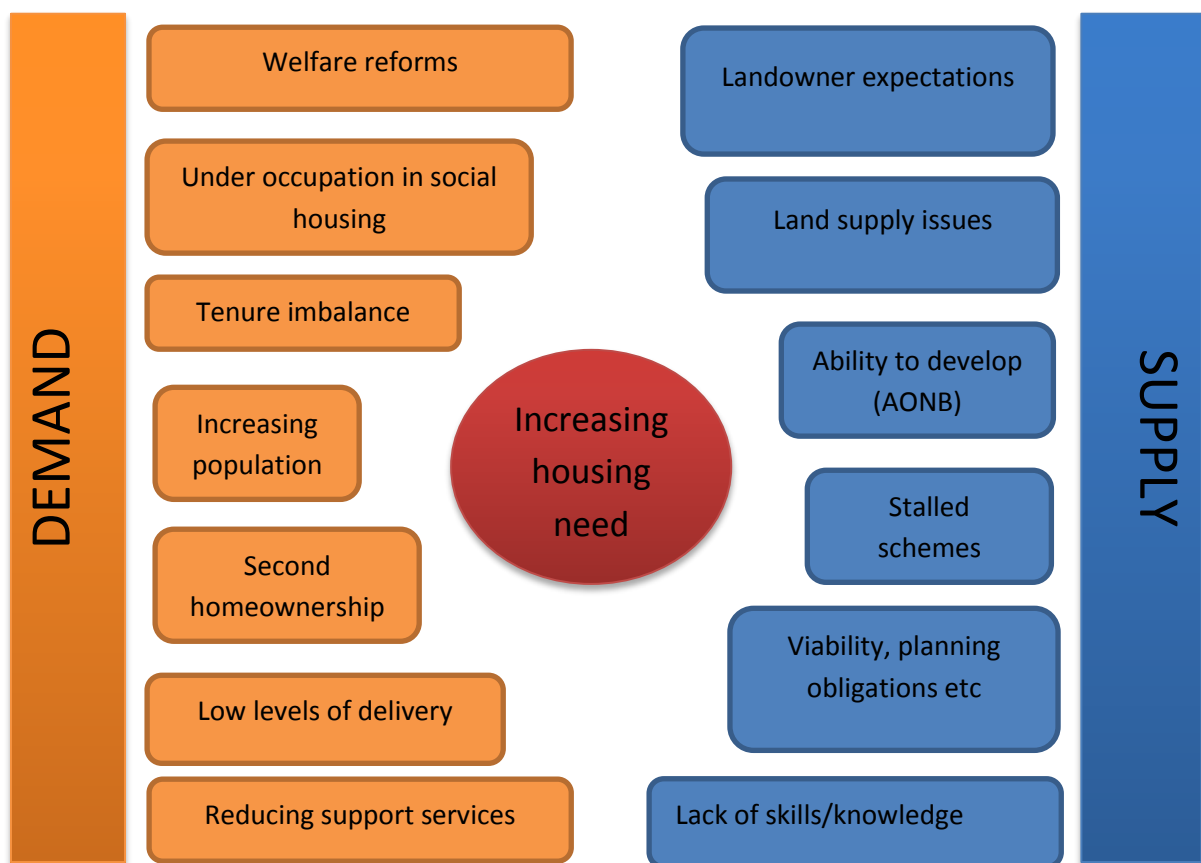 DEMAND
Welfare reforms
Under occupation in social
housing
Tenure imbalance
Increasing
population
Second
homeownership
Low levels of delivery
Reducing support services
Increasing
housing
need
Landowner expectations
Land supply issues
Ability to develop
(AONB)
Stalled
schemes
Viability, planning
obligations etc
Lack of skills/knowledge
SUPPLY